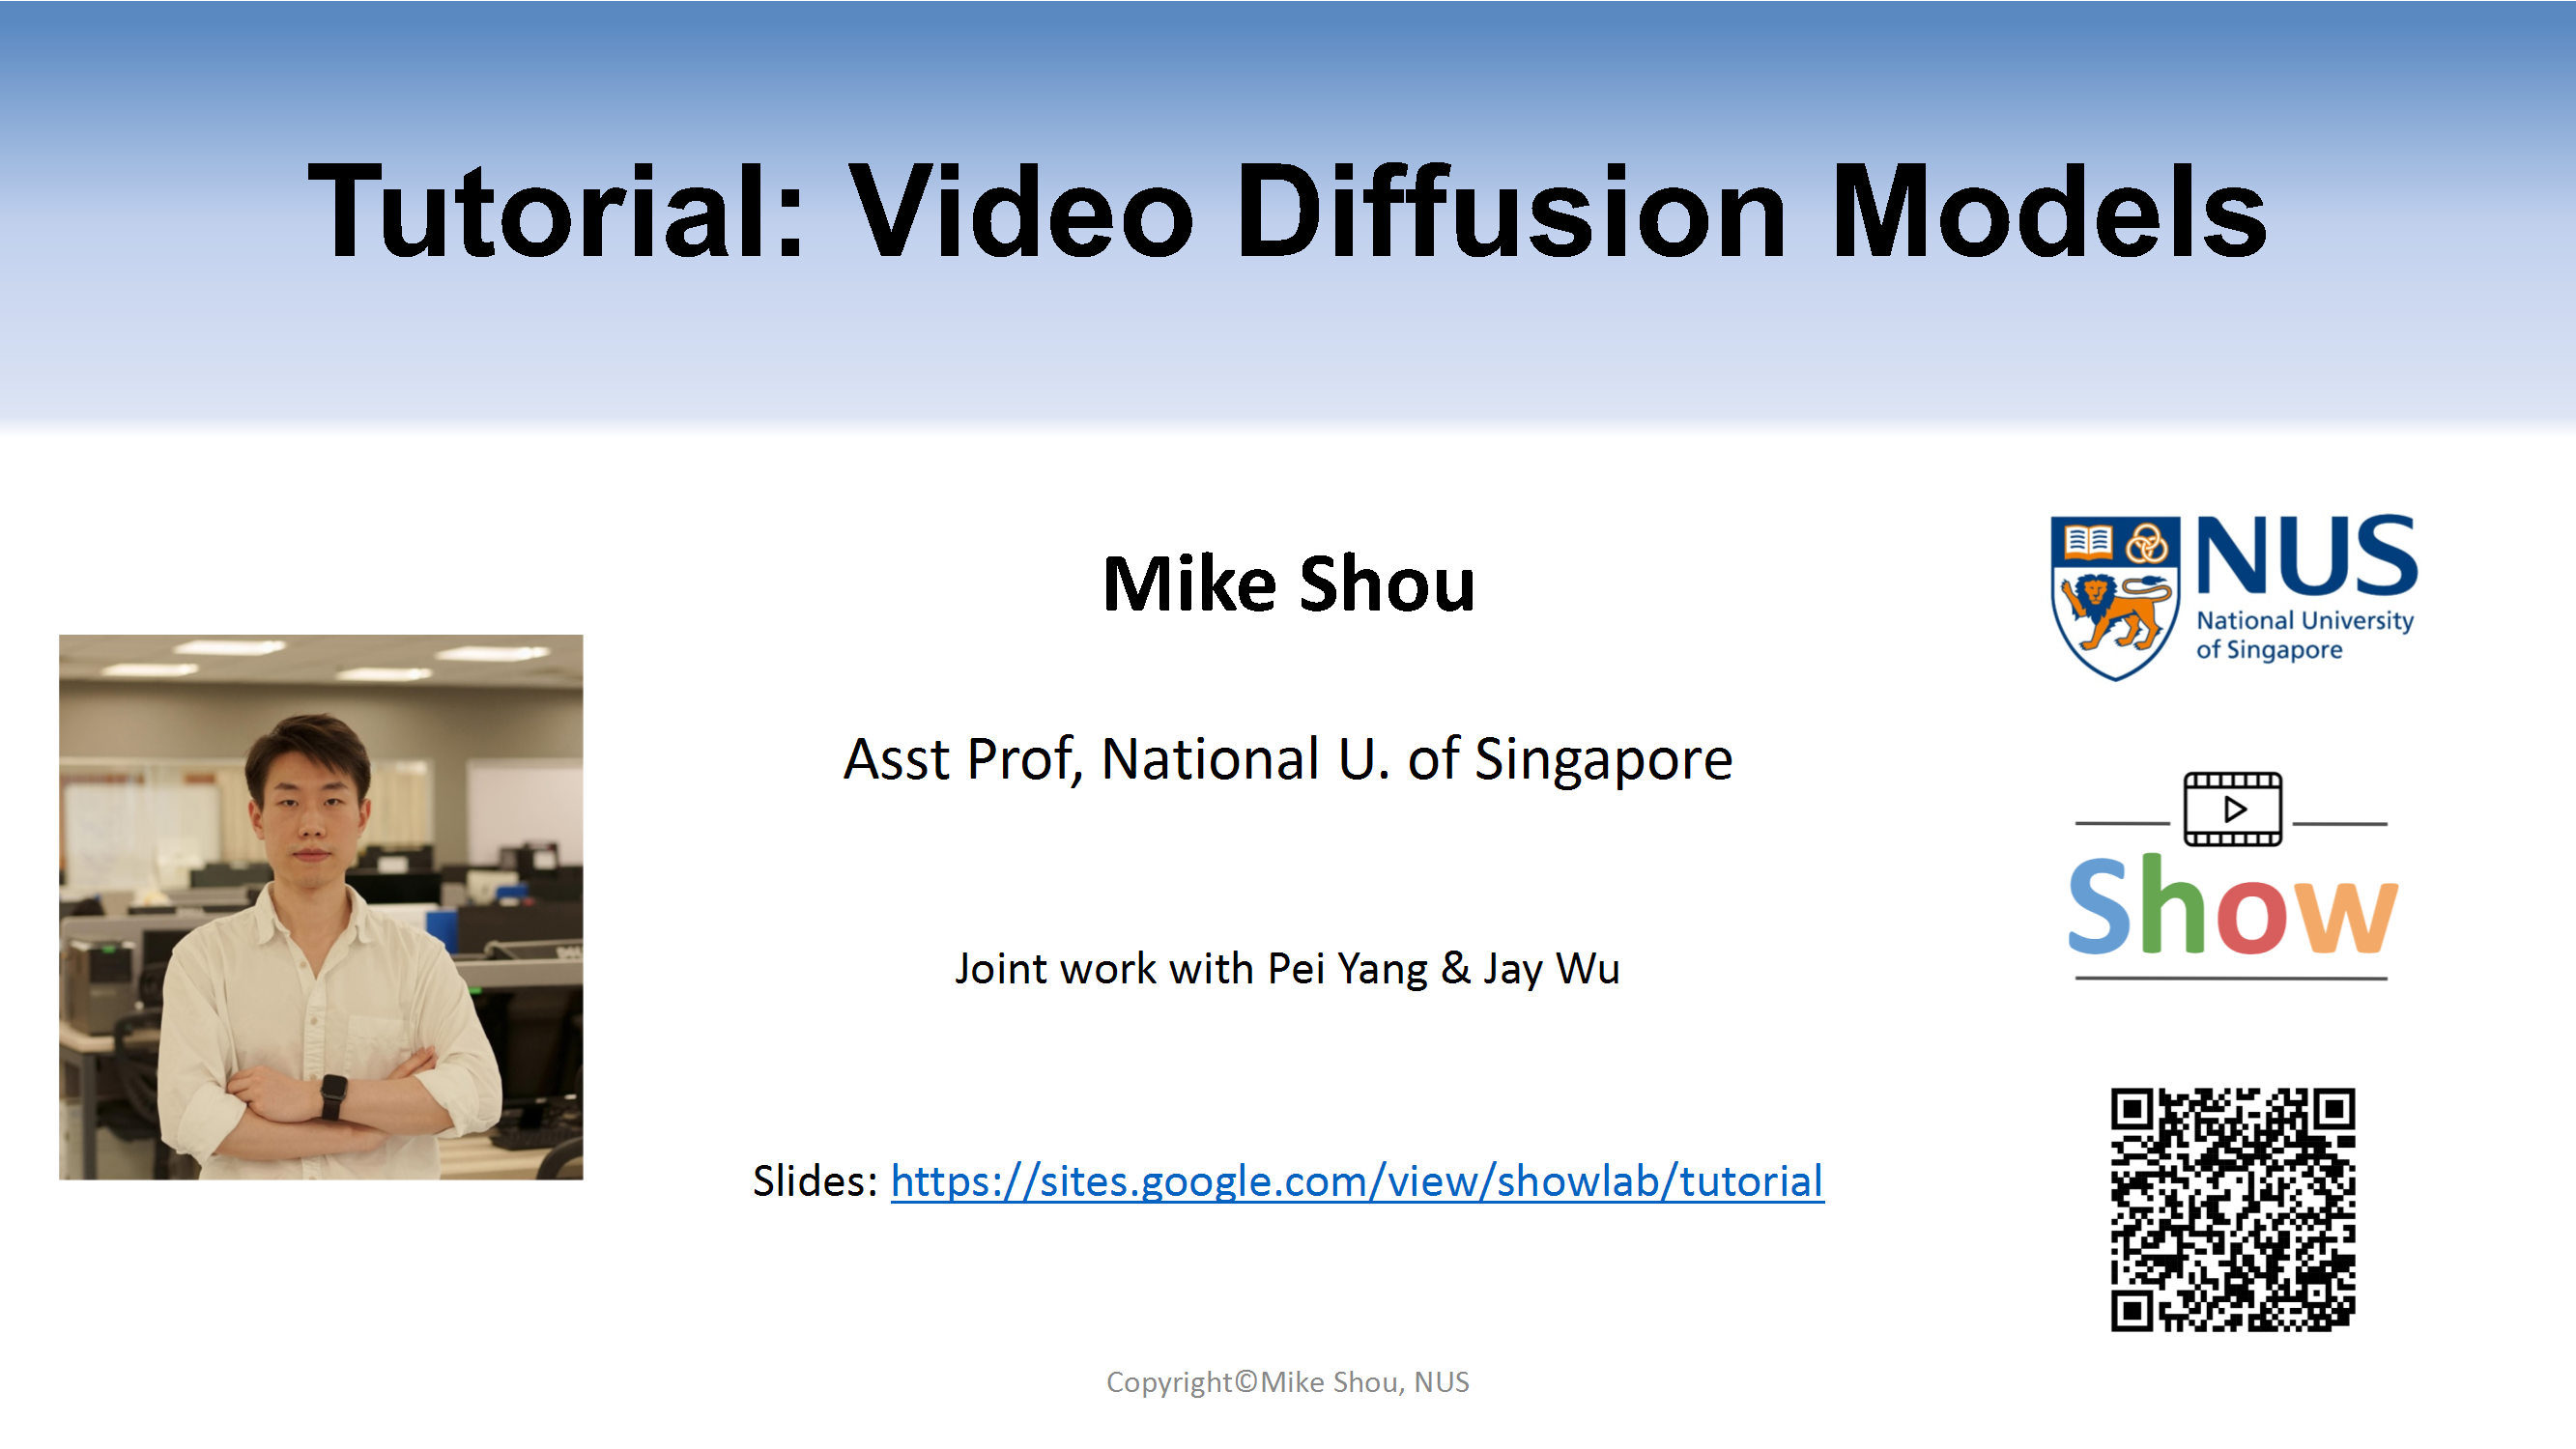 Tutorial: Video Diffusion Models
Mike Shou
Asst Prof, National U. of Singapore
Joint work with Pei Yang & Jay Wu
Slides: https://sites.google.com/view/showlab/tutorial
NUS
National University
of Singapore
Show
Copyright©Mike Shou, NUS